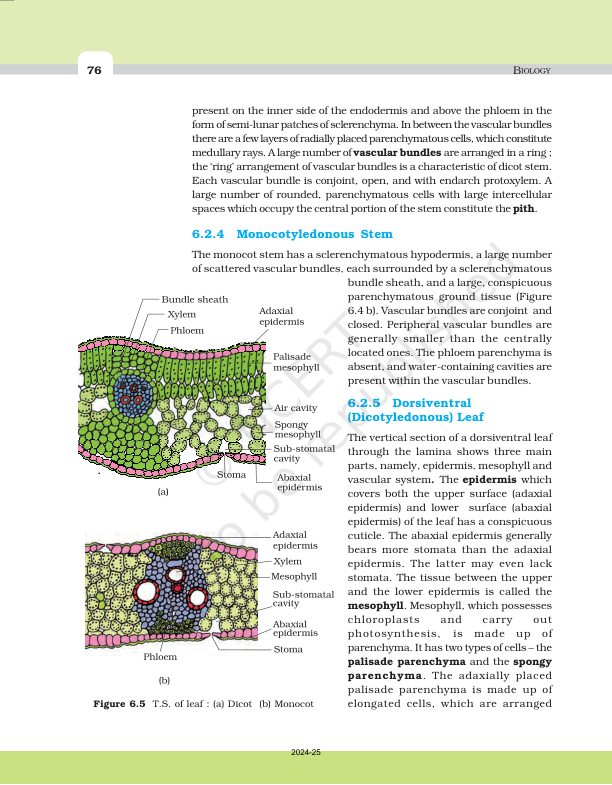 76
BIOLOGY
present on the inner side of the endodermis and above the phloem in the
form of semi-lunar patches of sclerenchyma. In between the vascular bundles
there are a few layers of radially placed parenchymatous cells, which constitute
medullary rays. A large number of vascular bundles are arranged in a ring ;
the 'ring' arrangement of vascular bundles is a characteristic of dicot stem.
Each vascular bundle is conjoint, open, and with endarch protoxylem. A
large number of rounded, parenchymatous cells with large intercellular
spaces which occupy the central portion of the stem constitute the pith.
6.2.4 Monocotyledonous Stem
The monocot stem has a sclerenchymatous hypodermis, a large number
of scattered vascular bundles, each surrounded by a sclerenchymatous
bundle sheath, and a large, conspicuous
parenchymatous ground tissue (Figure
6.4 b). Vascular bundles are conjoint and
closed. Peripheral vascular bundles are
generally smaller than the centrally
located ones. The phloem parenchyma is
absent, and water-containing cavities are
present within the vascular bundles.
6.2.5 Dorsiventral
(Dicotyledonous) Leaf
The vertical section of a dorsiventral leaf
through the lamina shows three main
parts, namely, epidermis, mesophyll and
vascular system. The epidermis which
covers both the upper surface (adaxial
epidermis) and lower surface (abaxial
epidermis) of the leaf has a conspicuous
cuticle. The abaxial epidermis generally
bears more stomata than the adaxial
epidermis. The latter may even lack
stomata. The tissue between the upper
and the lower epidermis is called the
mesophyll. Mesophyll, which possesses
chloroplasts and carry out
photosynthesis, is made up of
parenchyma. It has two types of cells – the
palisade parenchyma and the spongy
parenchyma. The adaxially placed
palisade parenchyma is made up of
elongated cells, which are arranged
Bundle sheath
Xylem
Phloem
Adaxial
epidermis
Palisade
mesophyll
Air cavity
Spongy
mesophyll
Sub-stomatal
cavity
Stoma
Abaxial
epidermis
(a)
Adaxial
epidermis
Xylem
Mesophyll
Sub-stomatal
cavity
Abaxial
epidermis
Stoma
Phloem
(b)
Figure 6.5 T.S. of leaf : (a) Dicot (b) Monocot
2024-25